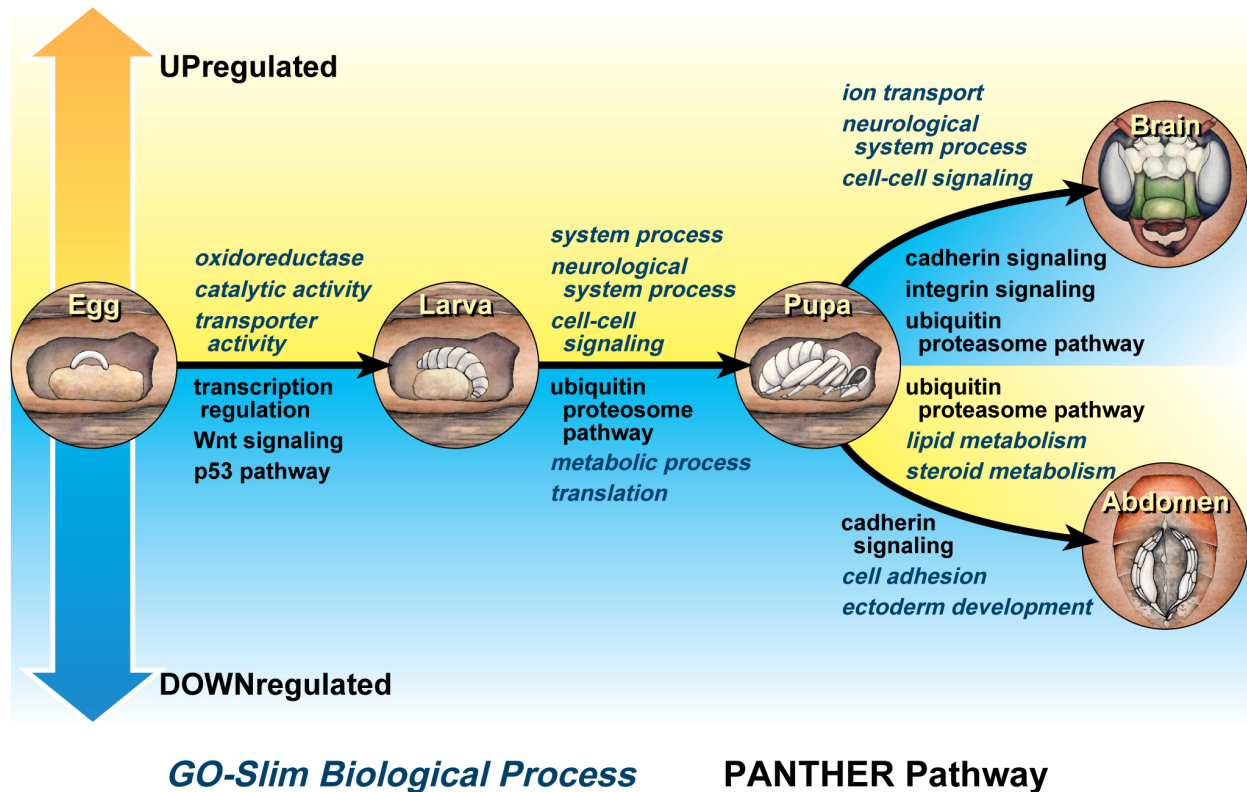 UPregulated
Egg
oxidoreductase
catalytic activity
transporter
activity
transcription
regulation
Wnt signaling
p53 pathway
Larva
system process
neurological
system process
cell-cell
signaling
ubiquitin
proteosome
pathway
metabolic process
translation
Pupa
ion transport
neurological
system process
cell-cell signaling
Brain
cadherin signaling
integrin signaling
ubiquitin
proteasome pathway
ubiquitin
proteasome pathway
lipid metabolism
steroid metabolism
Abdomen
cadherin
signaling
cell adhesion
ectoderm development
DOWNregulated
GO-Slim Biological Process
PANTHER Pathway